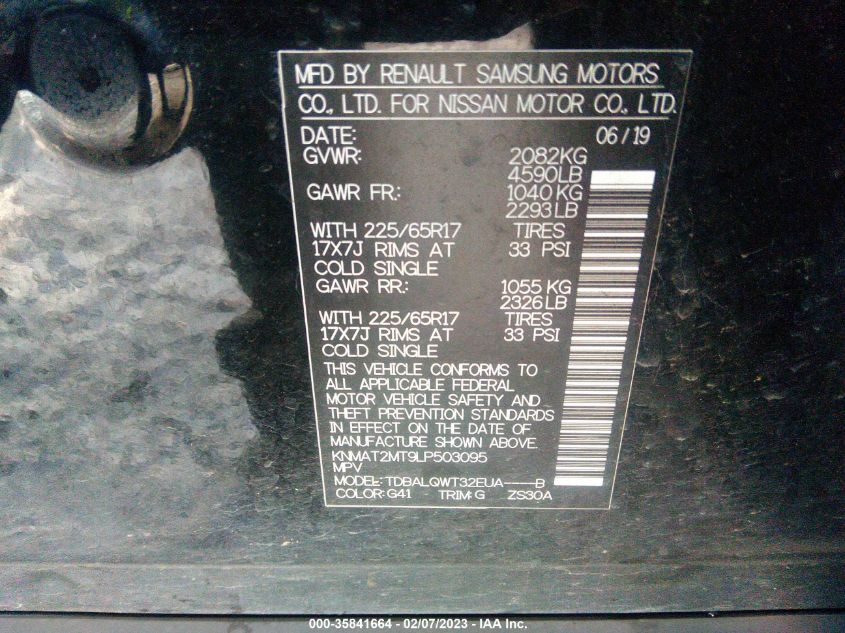 MFD BY RENAULT SAMSUNG MOTORS
CO., LTD. FOR NISSAN MOTOR CO., LTD.
DATE: 06/19
GVWR: 2082KG
4590LB
GAWR FR.: 1040KG
2293LB
WITH 225/65R17 TIRES
17X7J RIMS AT 33 PSI
COLD SINGLE
GAWR RR.: 1055 KG
2326LB
WITH 225/65R17 TIRES
17X7J RIMS AT 33 PSI
COLD SINGLE
THIS VEHICLE CONFORMS TO
ALL APPLICABLE FEDERAL
MOTOR VEHICLE SAFETY AND
THEFT PREVENTION STANDARDS
IN EFFECT ON THE DATE OF
MANUFACTURE SHOWN ABOVE.
KNMAT2MT9LP503095
MPV
MODEL: TDBALQWT32EUA----B
COLOR:G41 - TRIM:G ZS30A
000-35841664 - 02/07/2023 - IAA Inc.